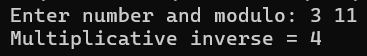 Enter number and modulo: 3 11
Multiplicative inverse = 4